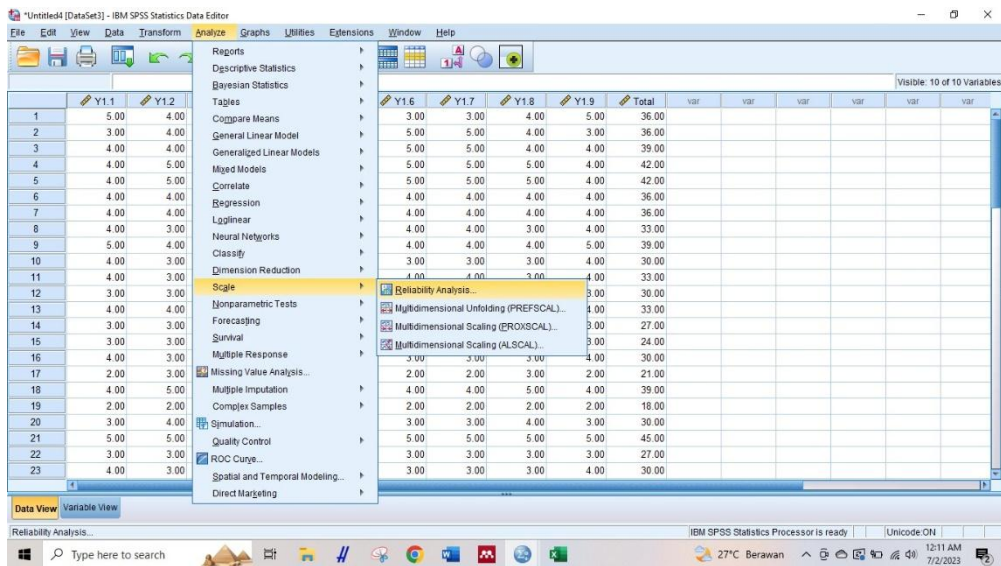 *Untitled4 [DataSet3] - IBM SPSS Statistics Data Editor
File Edit View Data Transform Analyze Graphs Utilities Extensions Window Help
Visible: 10 of 10 Variables
Reports
Descriptive Statistics
Bayesian Statistics
Tables
Compare Means
General Linear Model
Generalized Linear Models
Mixed Models
Correlate
Regression
Loglinear
Neural Networks
Classify
Dimension Reduction
Scale
Nonparametric Tests
Forecasting
Survival
Multiple Response
Missing Value Analysis...
Multiple Imputation
Complex Samples
Simulation...
Quality Control
ROC Curve...
Spatial and Temporal Modeling...
Direct Marketing
Reliability Analysis...
Multidimensional Unfolding (PREFSCAL)...
Multidimensional Scaling (PROXSCAL)...
Multidimensional Scaling (ALSCAL)...
Y1.1 Y1.2 Y1.6 Y1.7 Y1.8 Y1.9 Total var var var var var var
1 5.00 4.00 3.00 3.00 4.00 5.00 36.00
2 3.00 4.00 5.00 5.00 4.00 3.00 36.00
3 4.00 4.00 5.00 5.00 4.00 4.00 39.00
4 4.00 5.00 5.00 5.00 5.00 4.00 42.00
5 4.00 5.00 5.00 5.00 5.00 4.00 42.00
6 4.00 4.00 4.00 4.00 4.00 4.00 36.00
7 4.00 4.00 4.00 4.00 4.00 4.00 36.00
8 4.00 3.00 4.00 4.00 3.00 4.00 33.00
9 5.00 4.00 4.00 4.00 4.00 5.00 39.00
10 4.00 3.00 3.00 3.00 3.00 4.00 30.00
11 4.00 3.00 4.00 4.00 3.00 4.00 33.00
12 3.00 3.00 3.00 30.00
13 4.00 4.00 4.00 33.00
14 3.00 3.00 3.00 27.00
15 3.00 3.00 3.00 24.00
16 4.00 3.00 3.00 3.00 3.00 4.00 30.00
17 2.00 3.00 2.00 2.00 3.00 2.00 21.00
18 4.00 5.00 4.00 4.00 5.00 4.00 39.00
19 2.00 2.00 2.00 2.00 2.00 2.00 18.00
20 3.00 4.00 3.00 3.00 4.00 3.00 30.00
21 5.00 5.00 5.00 5.00 5.00 5.00 45.00
22 3.00 3.00 3.00 3.00 3.00 3.00 27.00
23 4.00 3.00 3.00 3.00 3.00 4.00 30.00
Data View Variable View
Reliability Analysis... IBM SPSS Statistics Processor is ready Unicode:ON
Type here to search 27°C Berawan 12:11 AM
7/2/2023